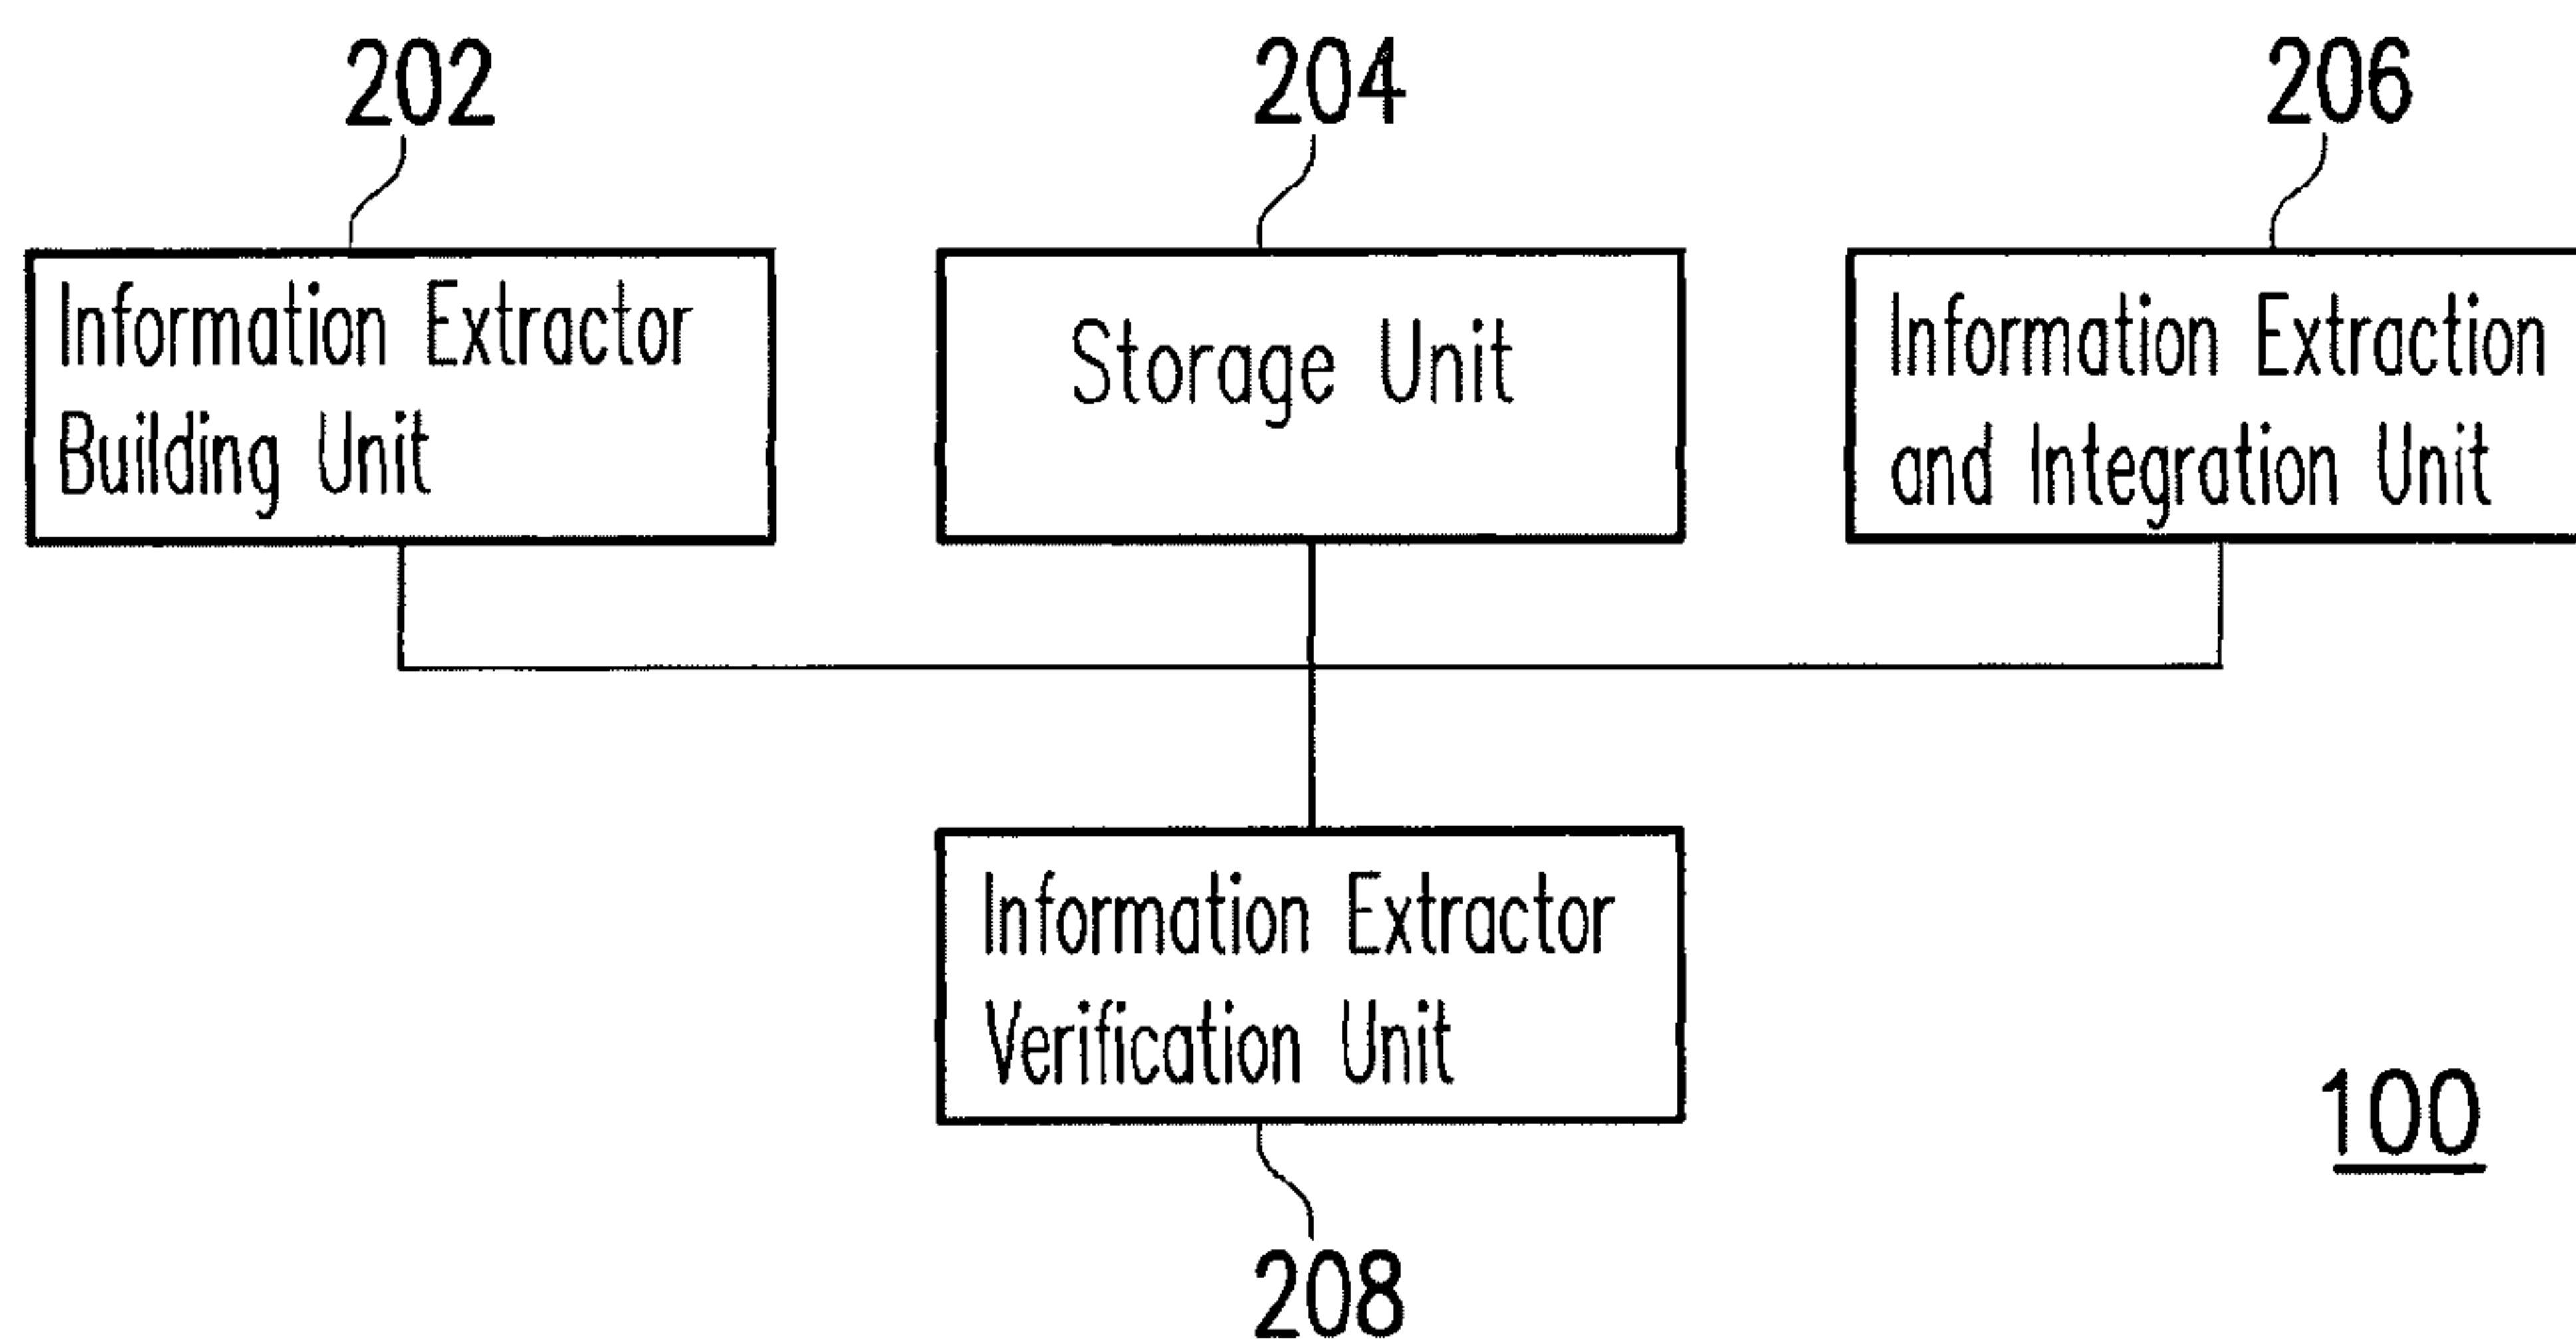 202
204
206
Information Extractor
Building Unit
Storage Unit
Information Extraction
and Integration Unit
Information Extractor
Verification Unit
100
208